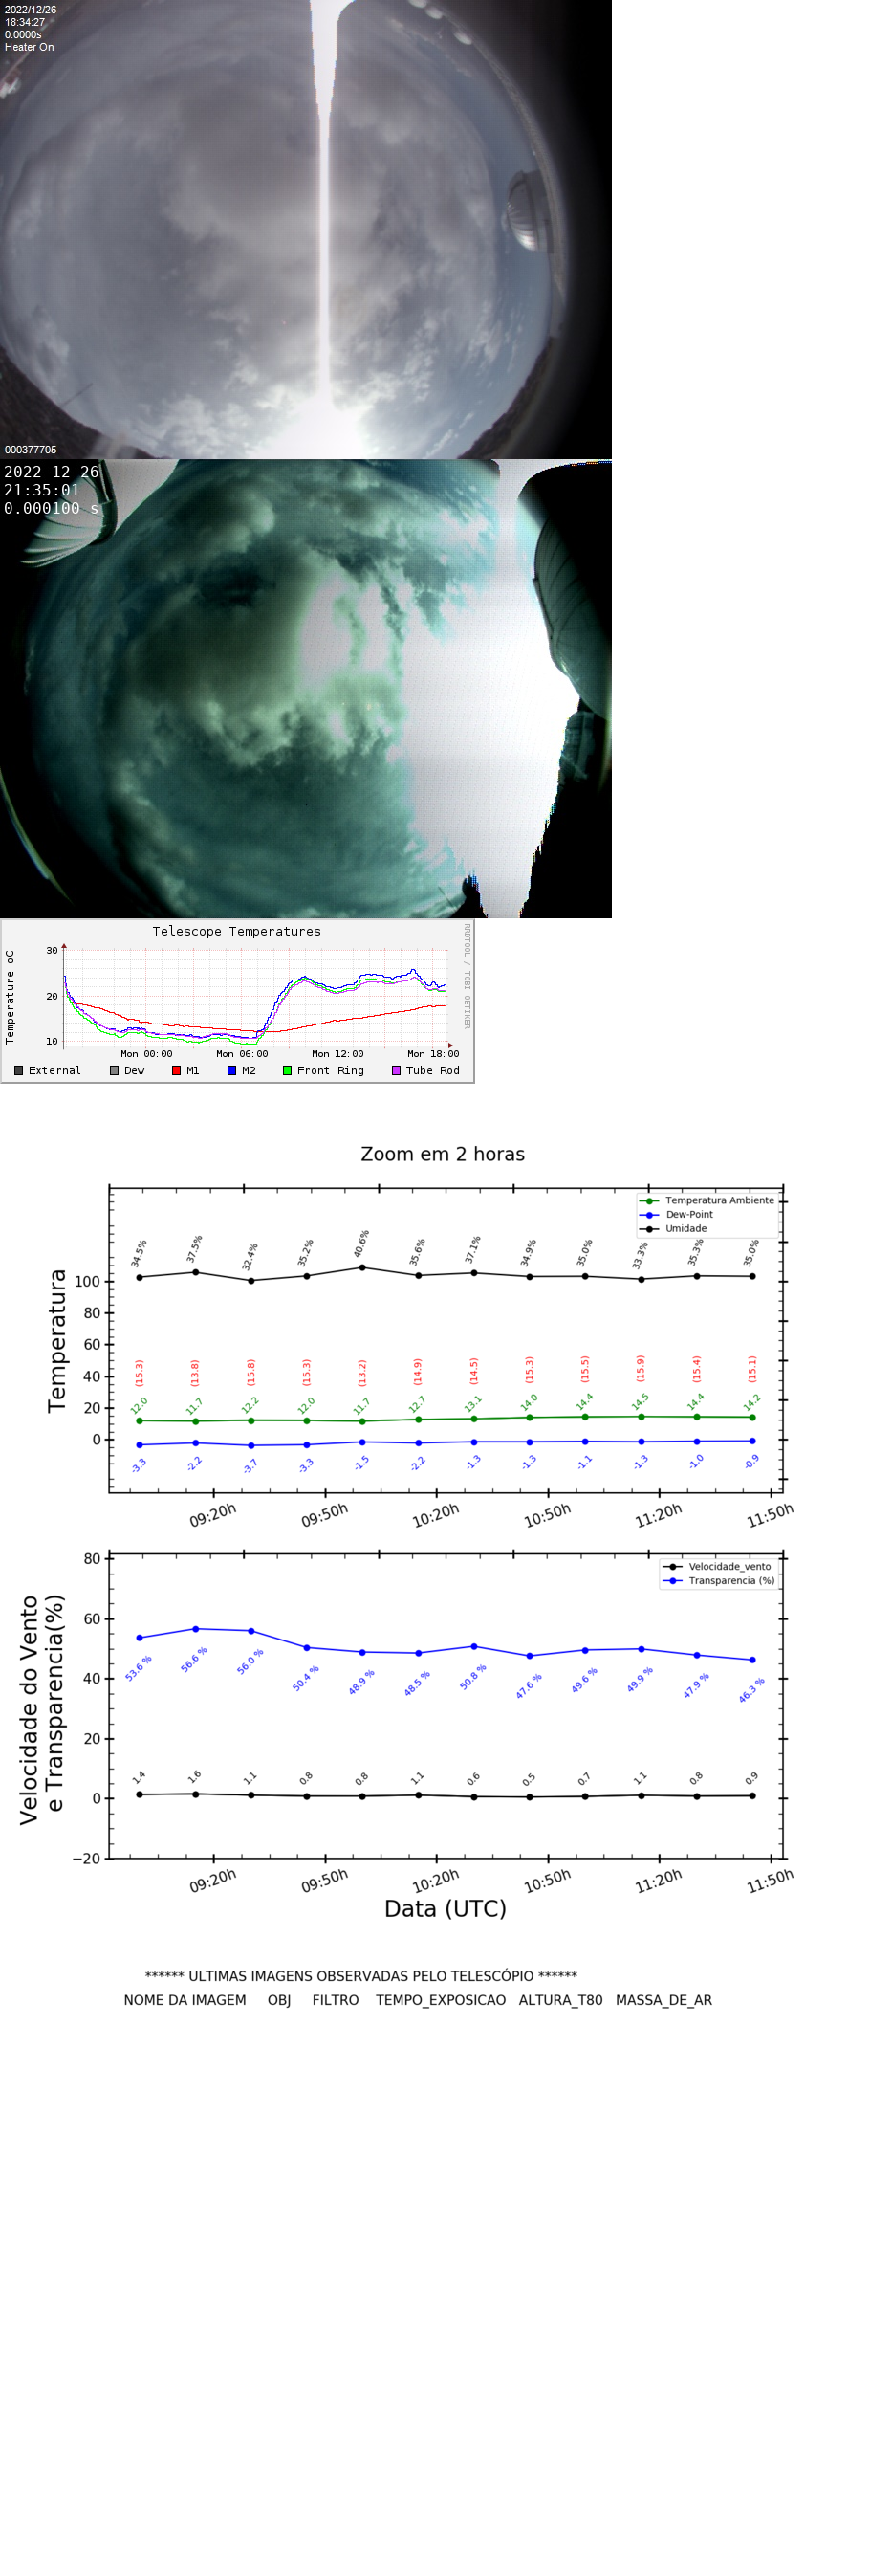 2022/12/26
18:34:27
0.0000s
Heater On
000377705
2022-12-26
21:35:01
0.000100 s
Telescope Temperatures
RRDTOOL / TOBI OETIKER
Temperature oC
30
20
10
Mon 00:00 Mon 06:00 Mon 12:00 Mon 18:00
External Dew M1 M2 Front Ring Tube Rod
Zoom em 2 horas
Temperatura Ambiente
Dew-Point
Umidade
Temperatura
34.5% 37.5% 32.4% 35.2% 40.6% 35.6% 37.1% 34.9% 35.0% 33.3% 35.3% 35.0%
100
80
60
40
20
0
(15.3) (13.8) (15.8) (15.3) (13.2) (14.9) (14.5) (15.3) (15.5) (15.9) (15.4) (15.1)
12.0 11.7 12.2 12.0 11.7 12.7 13.1 14.0 14.4 14.5 14.4 14.2
-3.3 -2.2 -3.7 -3.3 -1.5 -2.2 -1.3 -1.3 -1.1 -1.3 -1.0 -0.9
09:20h 09:50h 10:20h 10:50h 11:20h 11:50h
Velocidade_vento
Transparencia (%)
Velocidade do Vento
e Transparencia(%)
80
60
40
20
0
−20
53.6 % 56.6 % 56.0 % 50.4 % 48.9 % 48.5 % 50.8 % 47.6 % 49.6 % 49.9 % 47.9 % 46.3 %
1.4 1.6 1.1 0.8 0.8 1.1 0.6 0.5 0.7 1.1 0.8 0.9
09:20h 09:50h 10:20h 10:50h 11:20h 11:50h
Data (UTC)
****** ULTIMAS IMAGENS OBSERVADAS PELO TELESCÓPIO ******
NOME DA IMAGEM OBJ FILTRO TEMPO_EXPOSICAO ALTURA_T80 MASSA_DE_AR